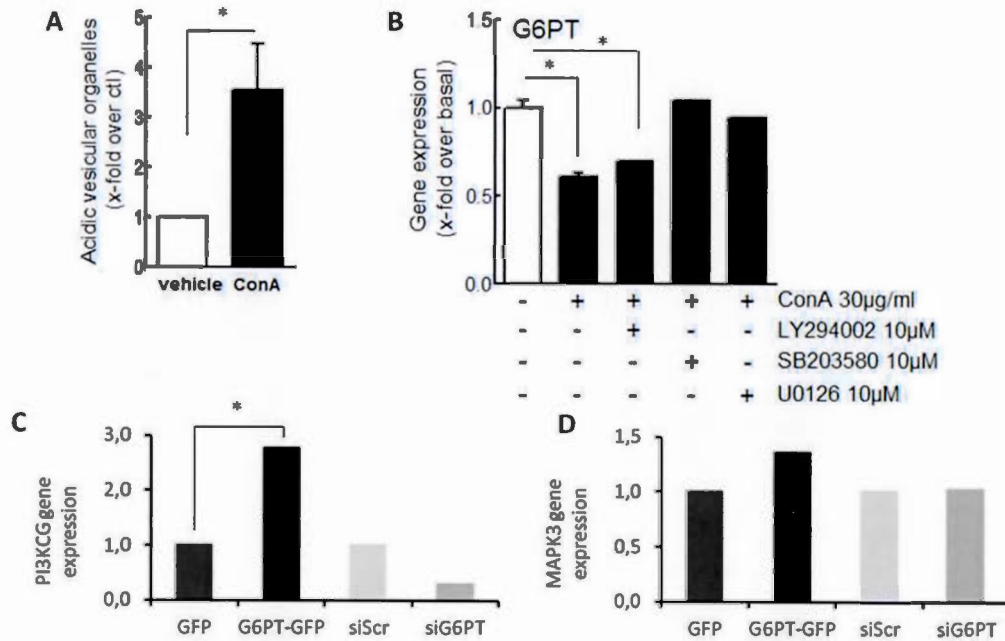 A
*
Acidic vesicular organelles
(x-fold over ctl)
5
4
3
2
1
0
vehicle ConA
B
G6PT
*
*
Gene expression
(x-fold over basal)
1.5
1.0
0.5
0.0
- + + + + ConA 30µg/ml
- - + - - LY294002 10µM
- - - + - SB203580 10µM
- - - - + U0126 10µM
C
*
PI3KCG gene
expression
3,0
2,0
1,0
0,0
GFP G6PT-GFP siScr siG6PT
D
MAPK3 gene
expression
1,5
1,0
0,5
0,0
GFP G6PT-GFP siScr siG6PT